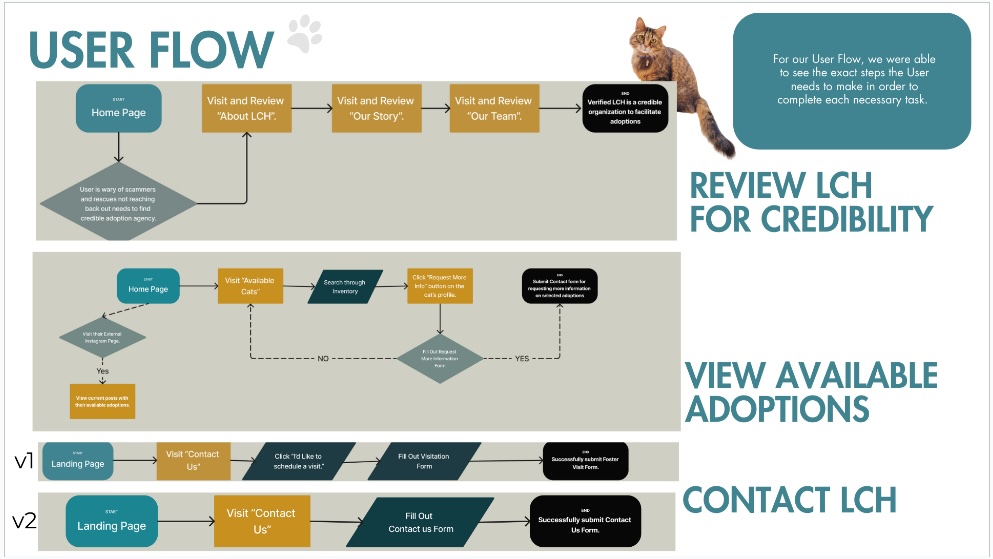 USER FLOW
For our User Flow, we were able
to see the exact steps the User
needs to make in order to
complete each necessary task.
START
Home Page
Visit and Review
"About LCH".
Visit and Review
"Our Story".
Visit and Review
"Our Team".
END
Verified LCH is a credible
organization to facilitate
adoptions
User is wary of scammers
and rescues not reaching
back out needs to find
credible adoption agency.
REVIEW LCH
FOR CREDIBILITY
START
Home Page
Visit "Available
Cats"
Search through
Inventory
Click "Request More
Info" button on the
cat's profile.
END
Submit Contact form for
requesting more information
on selected adoptions
Visit their External
Instagram Page.
Fill Out Request
More Information
Form
NO
YES
Yes
View current posts with
their available adoptions.
VIEW AVAILABLE
ADOPTIONS
v1
START
Landing Page
Visit "Contact
Us"
Click "I'd Like to
schedule a visit."
Fill Out Visitation
Form
END
Successfully submit Foster
Visit Form.
CONTACT LCH
v2
START
Landing Page
Visit "Contact
Us"
Fill Out
Contact us Form
END
Successfully submit Contact
Us Form.